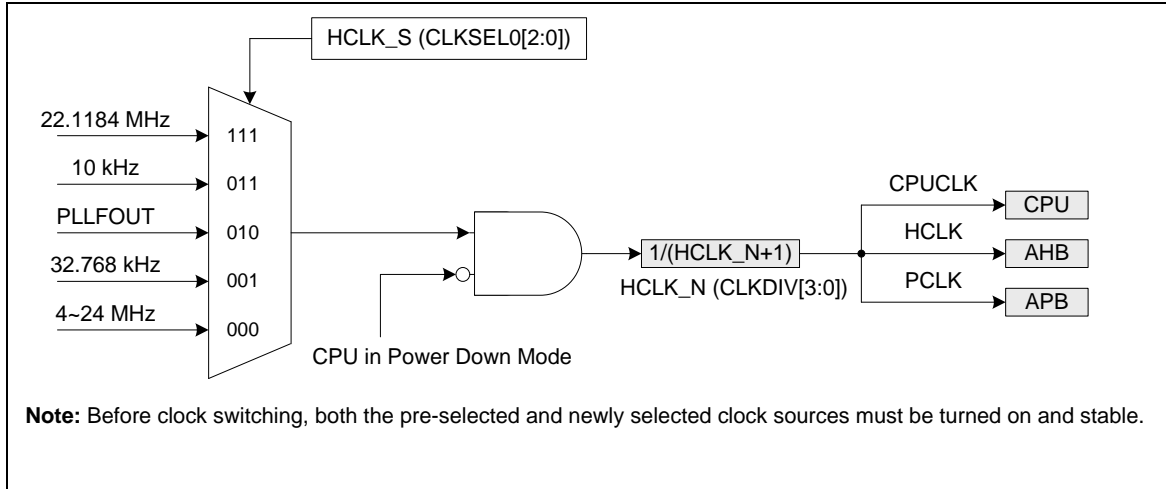 HCLK_S (CLKSEL0[2:0])
22.1184 MHz
111
10 kHz
011
PLLFOUT
010
32.768 kHz
001
4~24 MHz
000
CPU in Power Down Mode
1/(HCLK_N+1)
HCLK_N (CLKDIV[3:0])
CPUCLK
CPU
HCLK
AHB
PCLK
APB
Note: Before clock switching, both the pre-selected and newly selected clock sources must be turned on and stable.